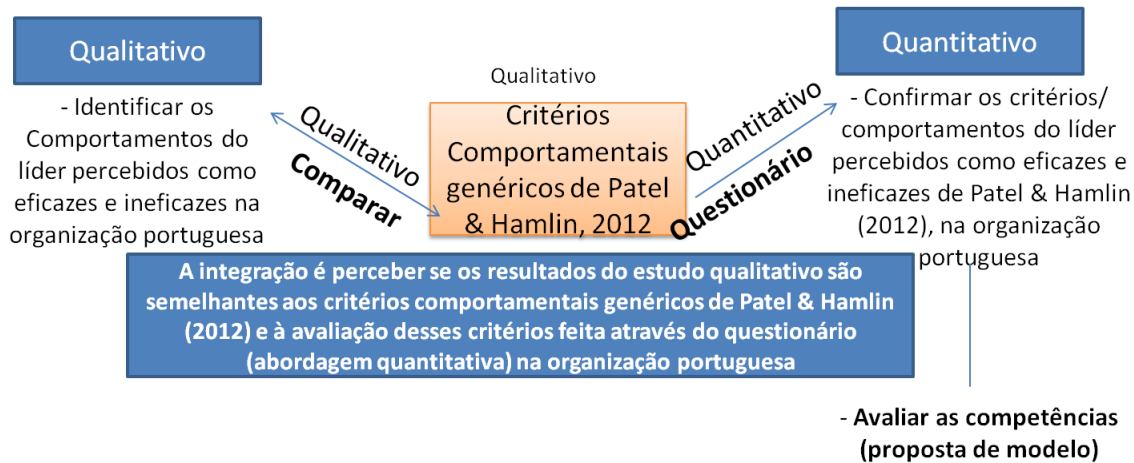 Qualitativo
- Identificar os
Comportamentos do
líder percebidos como
eficazes e ineficazes na
organização portuguesa
Qualitativo
Comparar
Qualitativo
Critérios
Comportamentais
genéricos de Patel
& Hamlin, 2012
Quantitativo
Questionário
Quantitativo
- Confirmar os critérios/
comportamentos do líder
percebidos como eficazes e
ineficazes de Patel & Hamlin
(2012), na organização
portuguesa
A integração é perceber se os resultados do estudo qualitativo são
semelhantes aos critérios comportamentais genéricos de Patel & Hamlin
(2012) e à avaliação desses critérios feita através do questionário
(abordagem quantitativa) na organização portuguesa
- Avaliar as competências
(proposta de modelo)